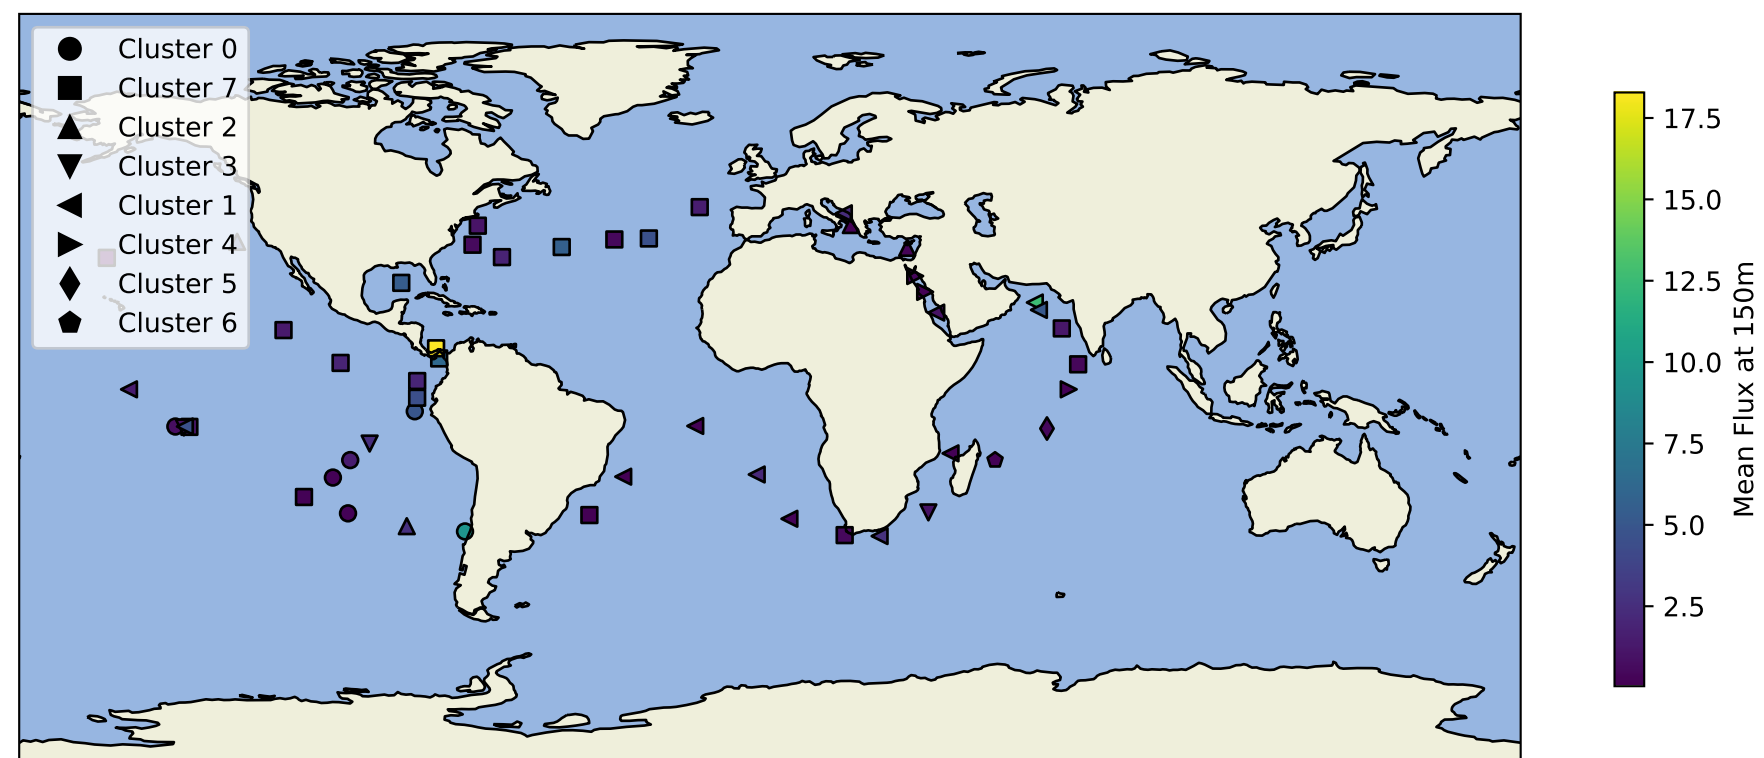 Cluster 0
Cluster 7
Cluster 2
Cluster 3
Cluster 1
Cluster 4
Cluster 5
Cluster 6
17.5
15.0
12.5
10.0
7.5
5.0
2.5
Mean Flux at 150m